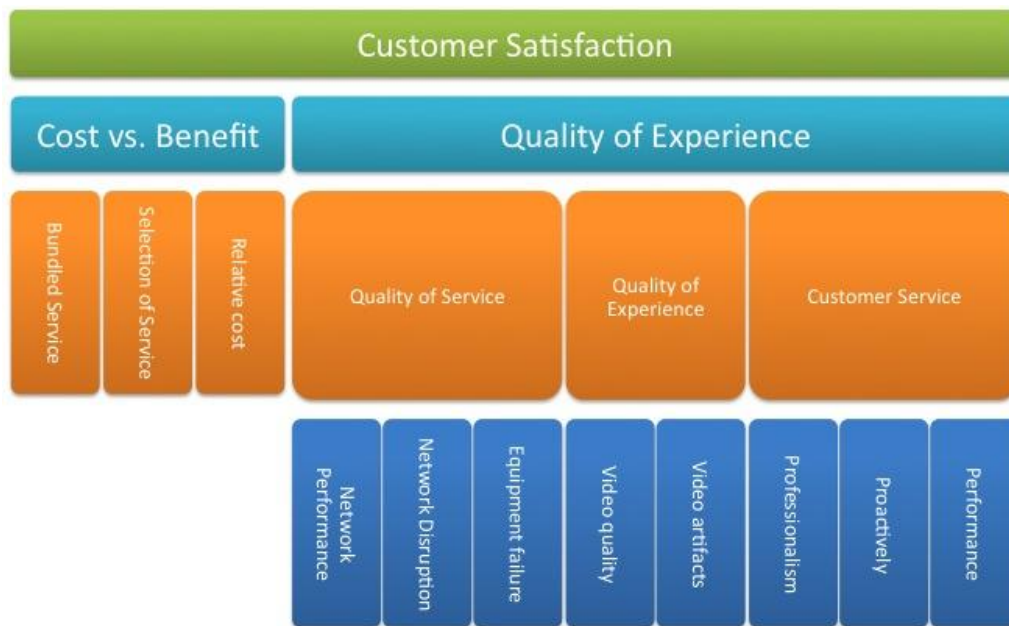 Customer Satisfaction
Cost vs. Benefit
Quality of Experience
Bundled Service
Selection of Service
Relative cost
Quality of Service
Quality of
Experience
Customer Service
Network
Performance
Network Disruption
Equipment failure
Video quality
Video artifacts
Professionalism
Proactively
Performance